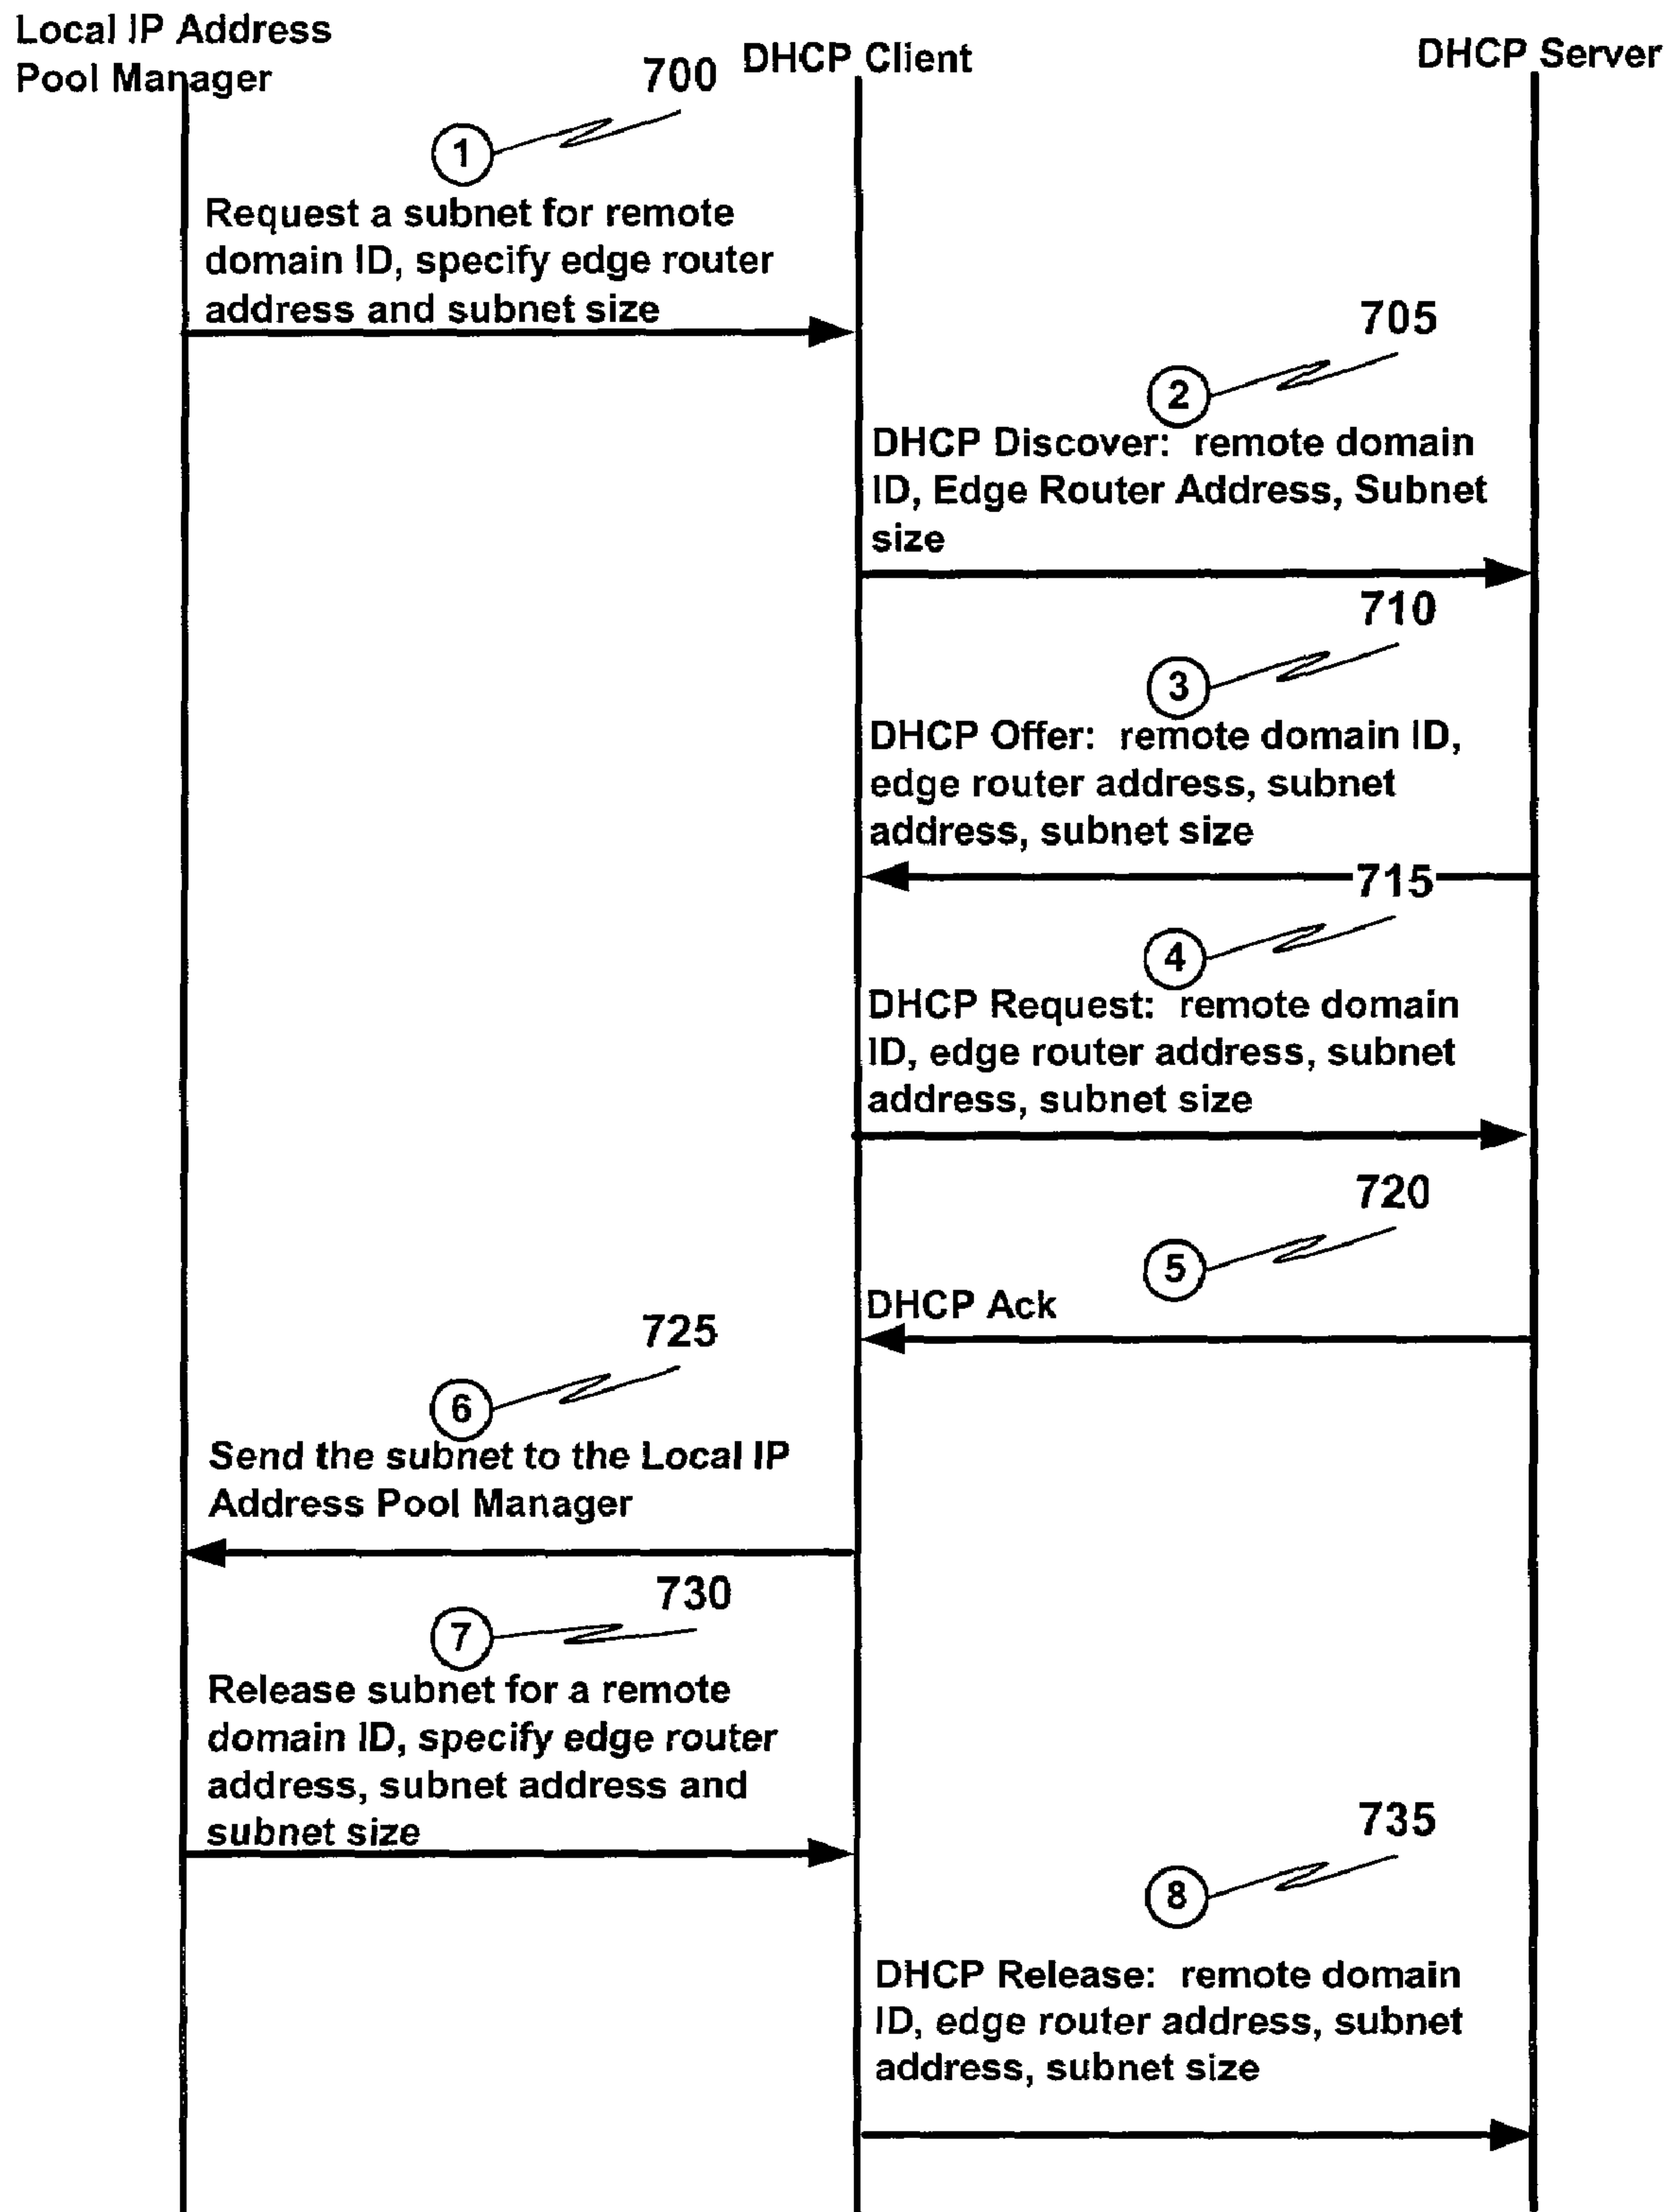 Local IP Address
Pool Manager
DHCP Client
DHCP Server
700
1
Request a subnet for remote
domain ID, specify edge router
address and subnet size
705
2
DHCP Discover: remote domain
ID, Edge Router Address, Subnet
size
710
3
DHCP Offer: remote domain ID,
edge router address, subnet
address, subnet size
715
4
DHCP Request: remote domain
ID, edge router address, subnet
address, subnet size
720
5
DHCP Ack
725
6
Send the subnet to the Local IP
Address Pool Manager
730
7
Release subnet for a remote
domain ID, specify edge router
address, subnet address and
subnet size
735
8
DHCP Release: remote domain
ID, edge router address, subnet
address, subnet size